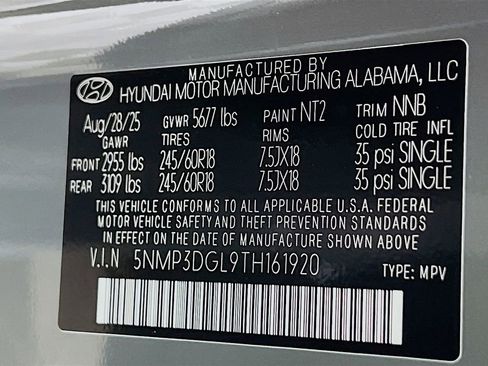 MANUFACTURED BY
HYUNDAI MOTOR MANUFACTURING ALABAMA, LLC
Aug/28/25 GVWR 5677 lbs PAINT NT2 TRIM NNB
GAWR TIRES RIMS COLD TIRE INFL
FRONT 2955 lbs 245/60R18 7.5JX18 35 psi SINGLE
REAR 3109 lbs 245/60R18 7.5JX18 35 psi SINGLE
THIS VEHICLE CONFORMS TO ALL APPLICABLE U.S.A. FEDERAL
MOTOR VEHICLE SAFETY AND THEFT PREVENTION STANDARDS
IN EFFECT ON THE DATE OF MANUFACTURE SHOWN ABOVE
V.I.N 5NMP3DGL9TH161920 TYPE: MPV